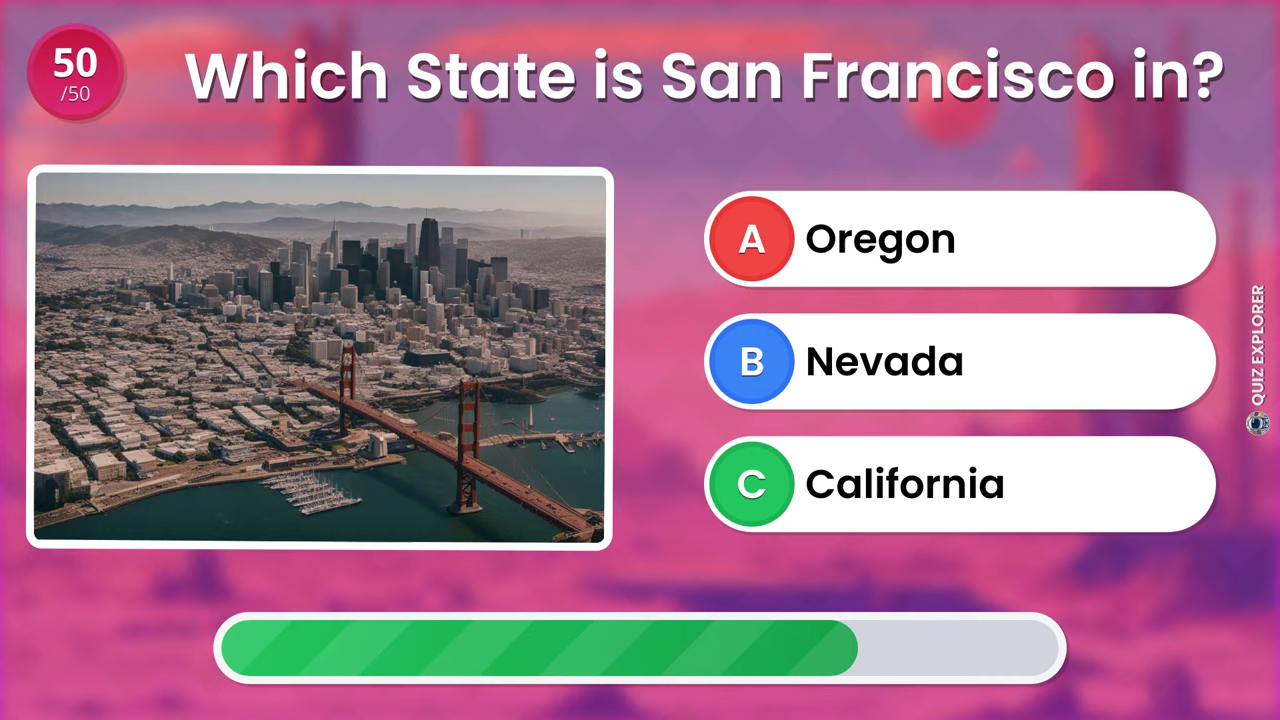 50
/50
Which State is San Francisco in?
A Oregon
B Nevada
C California
QUIZ EXPLORER